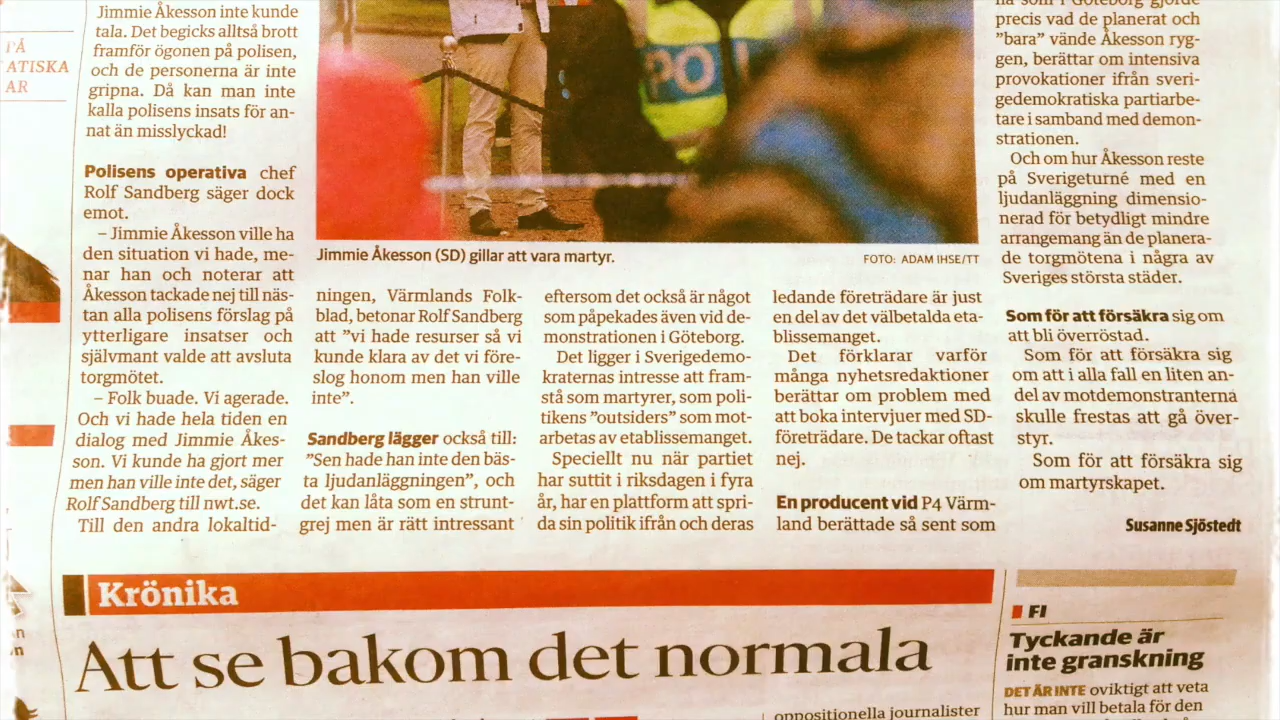 TÅ
ATISKA
AR
Jimmie Åkesson inte kunde
tala. Det begicks alltså brott
framför ögonen på polisen,
och de personerna är inte
gripna. Då kan man inte
kalla polisens insats för an-
nat än misslyckad!
Polisens operativa chef
Rolf Sandberg säger dock
emot.
– Jimmie Åkesson ville ha
den situation vi hade, me-
nar han och noterar att
Åkesson tackade nej till näs-
tan alla polisens förslag på
ytterligare insatser och
självmant valde att avsluta
torgmötet.
– Folk buade. Vi agerade.
Och vi hade hela tiden en
dialog med Jimmie Åkes-
son. Vi kunde ha gjort mer
men han ville inte det, säger
Rolf Sandberg till nwt.se.
Till den andra lokaltid-
PO
Jimmie Åkesson (SD) gillar att vara martyr.
FOTO: ADAM IHSE/TT
ningen, Värmlands Folk-
blad, betonar Rolf Sandberg
att ”vi hade resurser så vi
kunde klara av det vi före-
slog honom men han ville
inte”.
Sandberg lägger också till:
”Sen hade han inte den bäs-
ta ljudanläggningen”, och
det kan låta som en strunt-
grej men är rätt intressant
eftersom det också är något
som påpekades även vid de-
monstrationen i Göteborg.
Det ligger i Sverigedemo-
kraternas intresse att fram-
stå som martyrer, som poli-
tikens ”outsiders” som mot-
arbetas av etablissemanget.
Speciellt nu när partiet
har suttit i riksdagen i fyra
år, har en plattform att spri-
da sin politik ifrån och deras
ledande företrädare är just
en del av det välbetalda eta-
blissemanget.
Det förklarar varför
många nyhetsredaktioner
berättar om problem med
att boka intervjuer med SD-
företrädare. De tackar oftast
nej.
En producent vid P4 Värm-
land berättade så sent som
na som i Göteborg gjorde
precis vad de planerat och
”bara” vände Åkesson ryg-
gen, berättar om intensiva
provokationer ifrån sveri-
gedemokratiska partiarbe-
tare i samband med demon-
strationen.
Och om hur Åkesson reste
på Sverigeturné med en
ljudanläggning dimensio-
nerad för betydligt mindre
arrangemang än de planera-
de torgmötena i några av
Sveriges största städer.
Som för att försäkra sig om
att bli överröstad.
Som för att försäkra sig
om att i alla fall en liten an-
del av motdemonstranterna
skulle frestas att gå över-
styr.
Som för att försäkra sig
om martyrskapet.
Susanne Sjöstedt
Krönika
Att se bakom det normala
oppositionella journalister
FI
Tyckande är
inte granskning
DET ÄR INTE oviktigt att veta
hur man vill betala för den